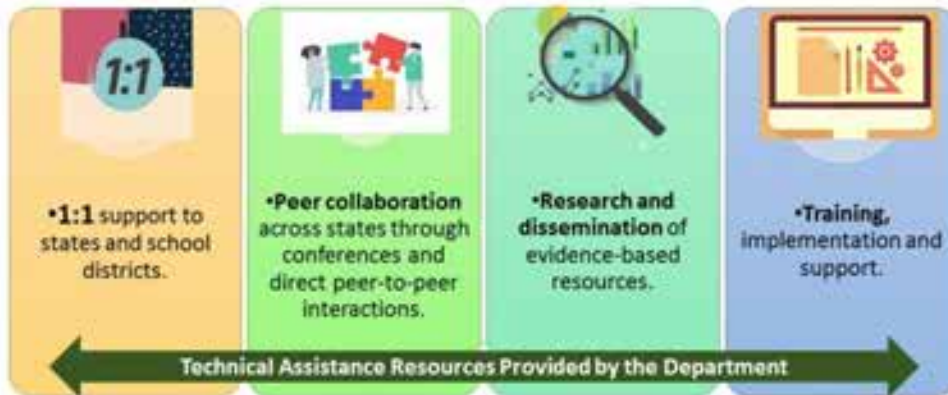 1:1
•1:1 support to
states and school
districts.
•Peer collaboration
across states through
conferences and
direct peer-to-peer
interactions.
•Research and
dissemination of
evidence-based
resources.
•Training,
implementation and
support.
Technical Assistance Resources Provided by the Department